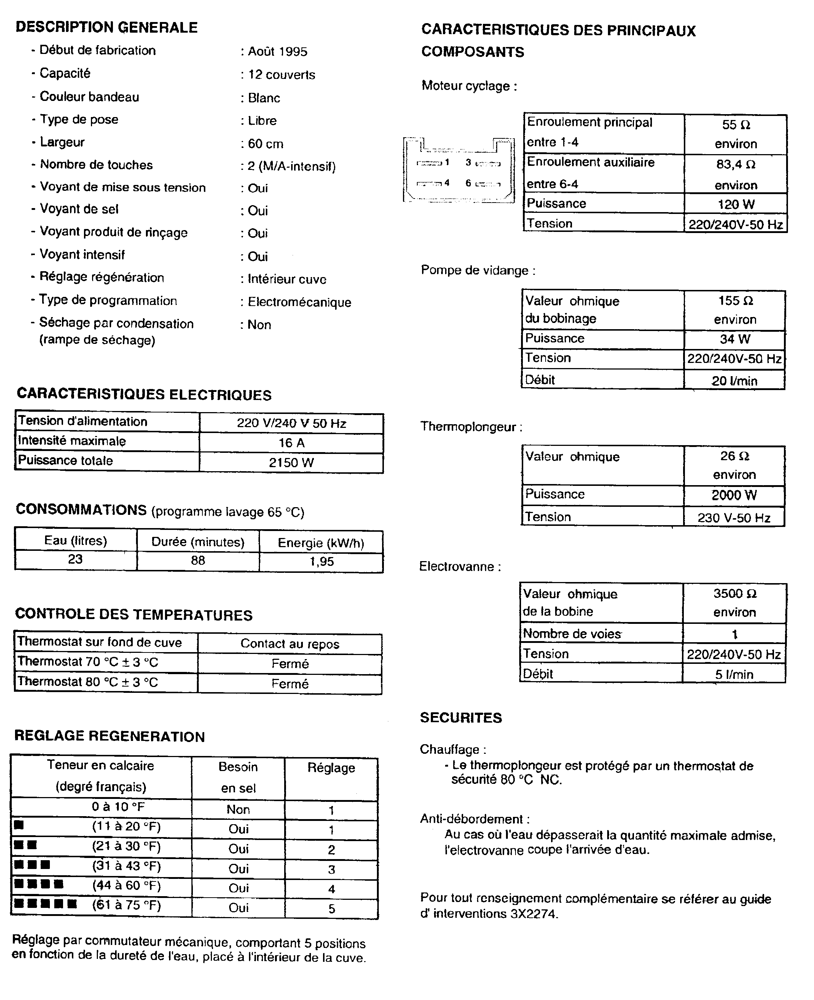 DESCRIPTION GENERALE
- Début de fabrication : Août 1995
- Capacité : 12 couverts
- Couleur bandeau : Blanc
- Type de pose : Libre
- Largeur : 60 cm
- Nombre de touches : 2 (M/A-intensif)
- Voyant de mise sous tension : Oui
- Voyant de sel : Oui
- Voyant produit de rinçage : Oui
- Voyant intensif : Oui
- Réglage régénération : Intérieur cuve
- Type de programmation : Electromécanique
- Séchage par condensation : Non
(rampe de séchage)
CARACTERISTIQUES ELECTRIQUES
Tension d'alimentation 220 V/240 V 50 Hz
Intensité maximale 16 A
Puissance totale 2150 W
CONSOMMATIONS (programme lavage 65 °C)
Eau (litres) Durée (minutes) Energie (kW/h)
23 88 1,95
CONTROLE DES TEMPERATURES
Thermostat sur fond de cuve Contact au repos
Thermostat 70 °C ± 3 °C Fermé
Thermostat 80 °C ± 3 °C Fermé
REGLAGE REGENERATION
Teneur en calcaire Besoin Réglage
(degré français) en sel
0 à 10 °F Non 1
(11 à 20 °F) Oui 1
(21 à 30 °F) Oui 2
(31 à 43 °F) Oui 3
(44 à 60 °F) Oui 4
(61 à 75 °F) Oui 5
Réglage par commutateur mécanique, comportant 5 positions
en fonction de la dureté de l'eau, placé à l'intérieur de la cuve.
CARACTERISTIQUES DES PRINCIPAUX
COMPOSANTS
Moteur cyclage :
1 3
4 6
Enroulement principal 55 Ω
entre 1-4 environ
Enroulement auxiliaire 83,4 Ω
entre 6-4 environ
Puissance 120 W
Tension 220/240V-50 Hz
Pompe de vidange :
Valeur ohmique 155 Ω
du bobinage environ
Puissance 34 W
Tension 220/240V-50 Hz
Débit 20 l/min
Thermoplongeur :
Valeur ohmique 26 Ω
environ
Puissance 2000 W
Tension 230 V-50 Hz
Electrovanne :
Valeur ohmique 3500 Ω
de la bobine environ
Nombre de voies 1
Tension 220/240V-50 Hz
Débit 5 l/min
SECURITES
Chauffage :
- Le thermoplongeur est protégé par un thermostat de
sécurité 80 °C NC.
Anti-débordement :
Au cas où l'eau dépasserait la quantité maximale admise,
l'electrovanne coupe l'arrivée d'eau.
Pour tout renseignement complémentaire se référer au guide
d' interventions 3X2274.